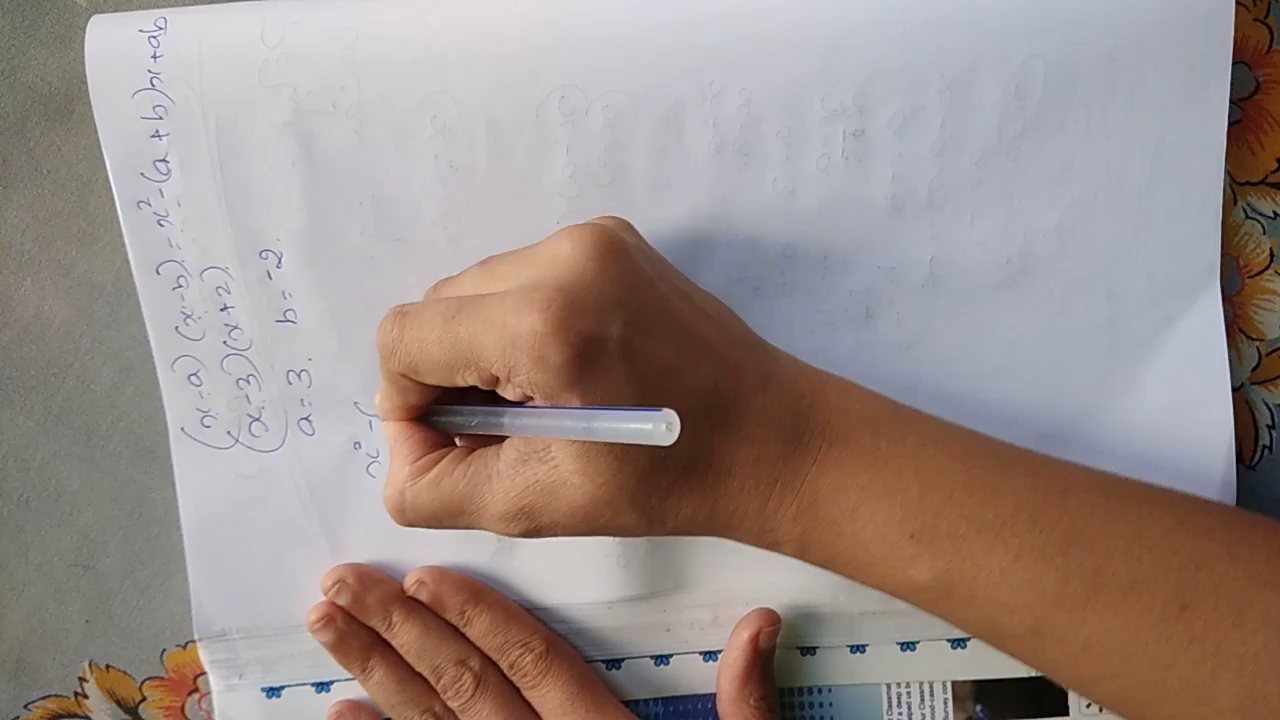 (x-a)(x-b) = x² -(a+b)x+ab
(x-3)(x+2)
a=3. b=-2.
x² -(